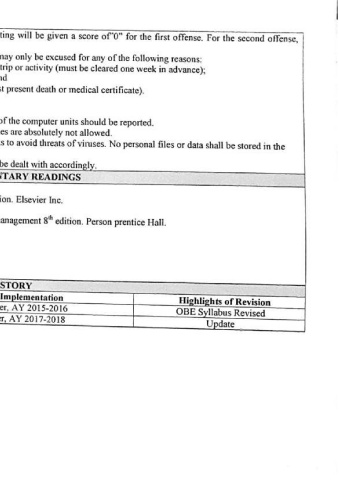 ting will be given a score of"0" for the first offense. For the second offense,
nay only be excused for any of the following reasons:
trip or activity (must be cleared one week in advance);
nd
st present death or medical certificate).
of the computer units should be reported.
es are absolutely not allowed.
s to avoid threats of viruses. No personal files or data shall be stored in the
be dealt with accordingly.
TARY READINGS
ion. Elsevier Inc.
anagement 8th edition. Person prentice Hall.
STORY
Implementation Highlights of Revision
er, AY 2015-2016 OBE Syllabus Revised
er, AY 2017-2018 Update